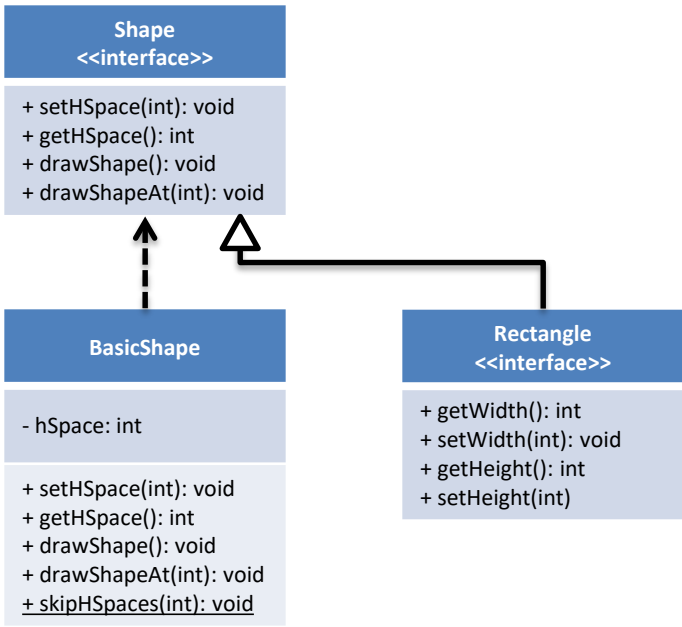 Shape
<<interface>>
+ setHSpace(int): void
+ getHSpace(): int
+ drawShape(): void
+ drawShapeAt(int): void
BasicShape
- hSpace: int
+ setHSpace(int): void
+ getHSpace(): int
+ drawShape(): void
+ drawShapeAt(int): void
+ skipHSpaces(int): void
Rectangle
<<interface>>
+ getWidth(): int
+ setWidth(int): void
+ getHeight(): int
+ setHeight(int)